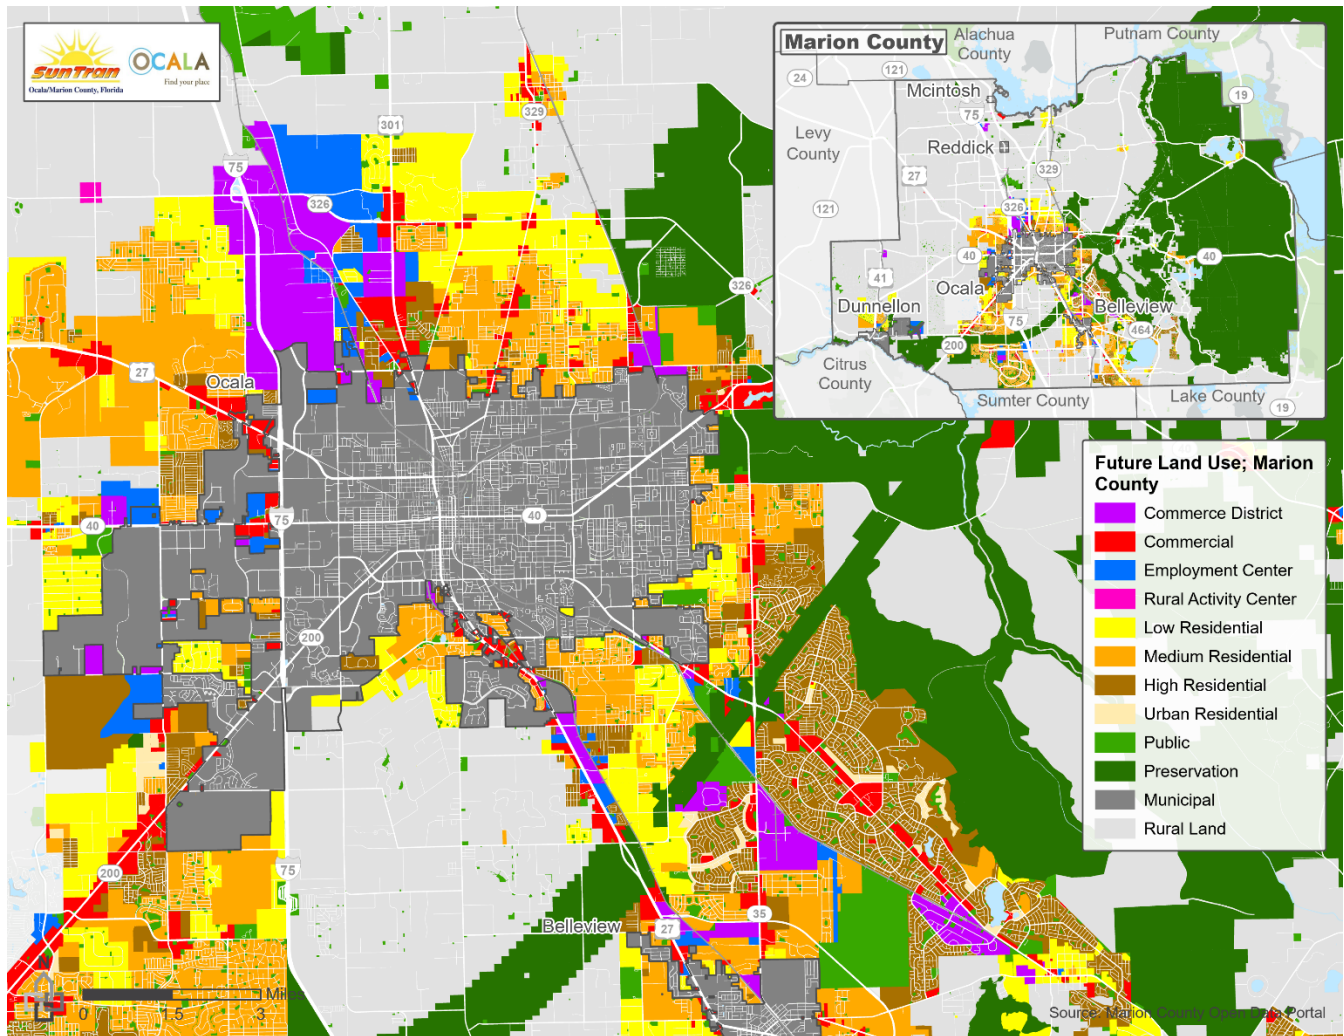 SunTran
Ocala/Marion County, Florida
OCALA
Find your place
Marion County
Alachua
County
Putnam County
Levy
County
Citrus
County
Sumter County
Lake County
Mcintosh
Reddick
Ocala
Dunnellon
Belleview
24
121
75
19
27
329
121
326
40
41
40
75
464
200
19
329
301
75
326
326
27
Ocala
40
75
40
200
200
75
35
27
Belleview
Future Land Use; Marion
County
Commerce District
Commercial
Employment Center
Rural Activity Center
Low Residential
Medium Residential
High Residential
Urban Residential
Public
Preservation
Municipal
Rural Land
N
Miles
0 1.5 3
Source: Marion County Open Data Portal